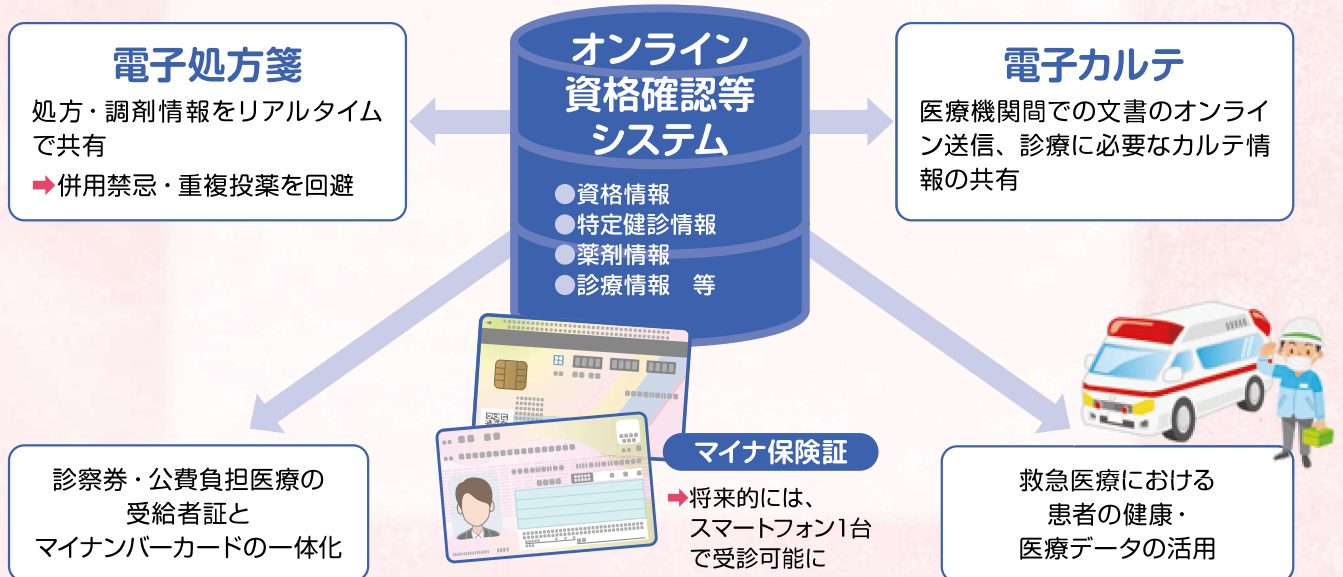 電子処方箋
処方・調剤情報をリアルタイム
で共有
➡併用禁忌・重複投薬を回避
オンライン
資格確認等
システム
●資格情報
●特定健診情報
●薬剤情報
●診療情報　等
電子カルテ
医療機関間での文書のオンライ
ン送信、診療に必要なカルテ情
報の共有
診察券・公費負担医療の
受給者証と
マイナンバーカードの一体化
マイナ保険証
➡将来的には、
スマートフォン1台
で受診可能に
救急医療における
患者の健康・
医療データの活用